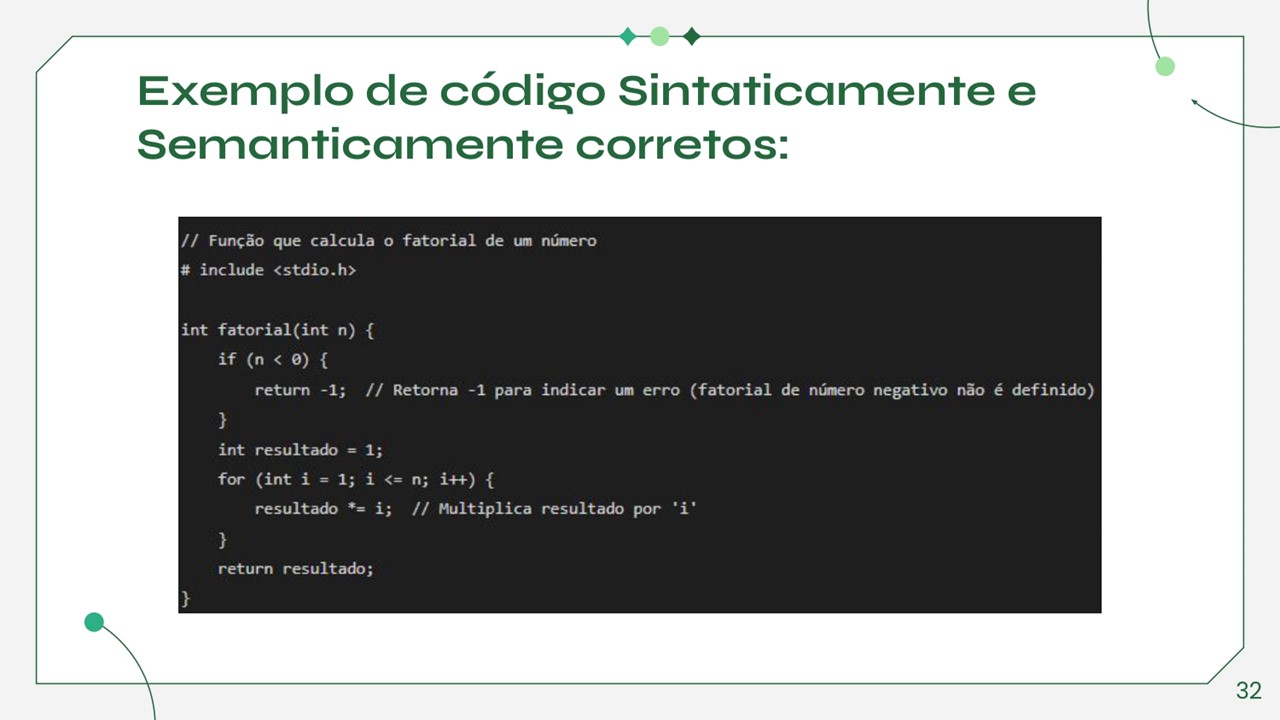 Exemplo de código Sintaticamente e
Semanticamente corretos:
// Função que calcula o fatorial de um número
# include <stdio.h>
int fatorial(int n) {
if (n < 0) {
return -1;  // Retorna -1 para indicar um erro (fatorial de número negativo não é definido)
}
int resultado = 1;
for (int i = 1; i <= n; i++) {
resultado *= i;  // Multiplica resultado por 'i'
}
return resultado;
}
32